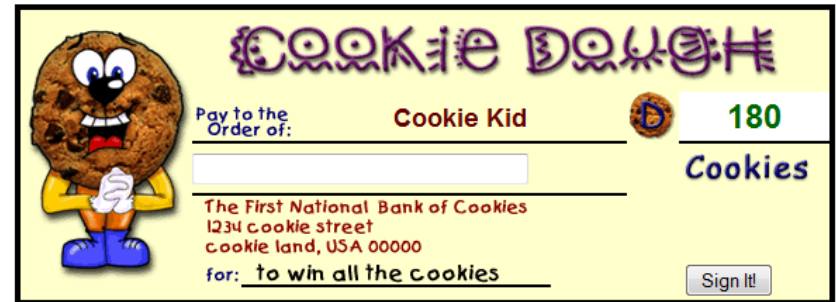 COOKiE DOUGH
Pay to the Order of: Cookie Kid D 180
Cookies
The First National Bank of Cookies
1234 cookie street
cookie land, USA 00000
for: to win all the cookies
Sign It!